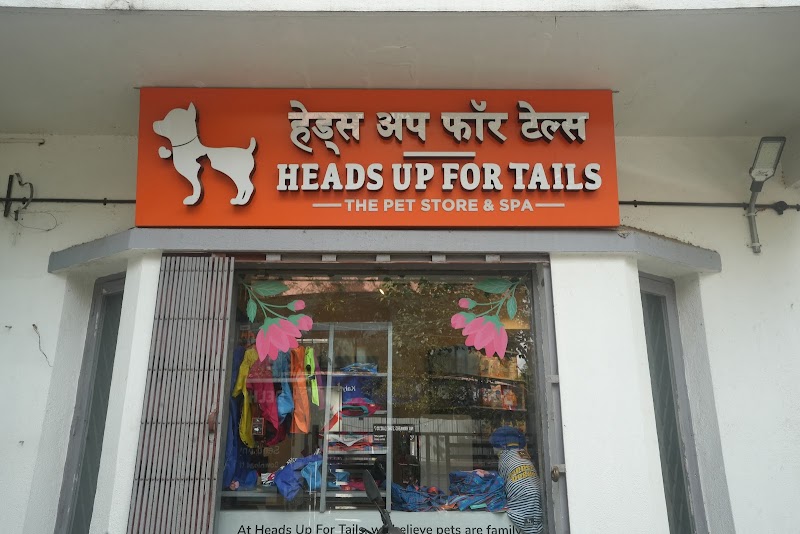 हेड्स अप फॉर टेल्स
HEADS UP FOR TAILS
THE PET STORE & SPA
At Heads Up For Tails, we believe pets are family